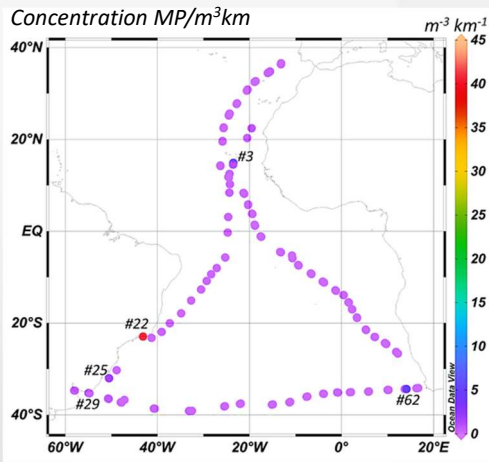 Concentration MP/m³km
m⁻³ km⁻¹
40°N
20°N
EQ
20°S
40°S
60°W
40°W
20°W
0°
20°E
#3
#22
#25
#29
#62
45
40
35
30
25
20
15
10
5
0
Ocean Data View